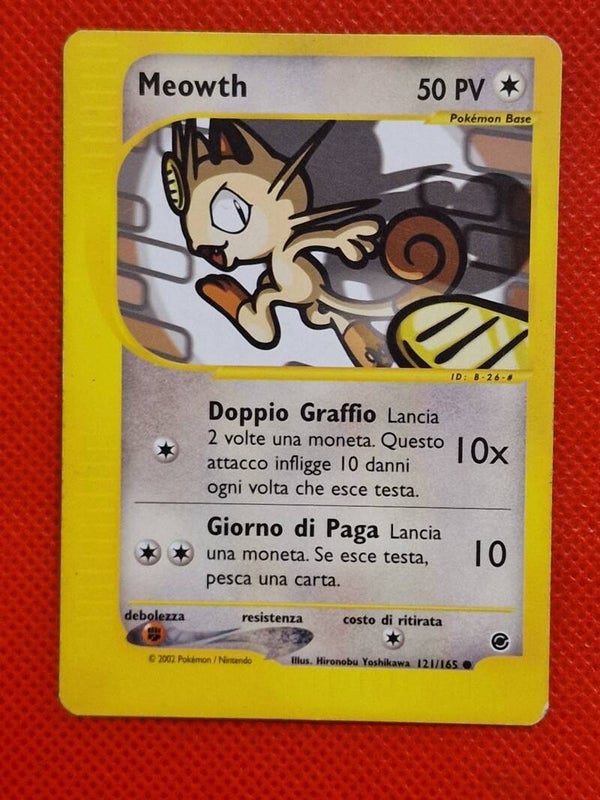 Meowth
50 PV
Pokémon Base
ID: B-26-#
Doppio Graffio Lancia
2 volte una moneta. Questo
attacco infligge 10 danni
ogni volta che esce testa.
10x
Giorno di Paga Lancia
una moneta. Se esce testa,
pesca una carta.
10
debolezza resistenza costo di ritirata
© 2002 Pokémon / Nintendo Illus. Hironobu Yoshikawa 121/165